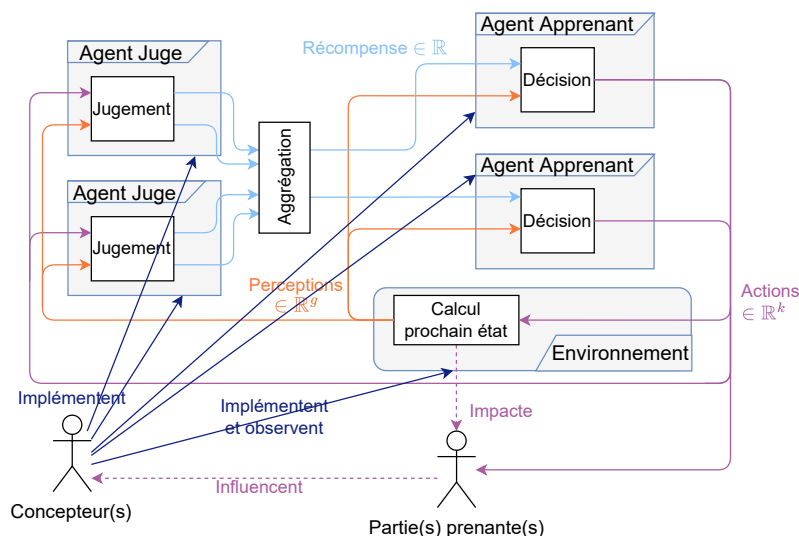 Agent Juge
Jugement
Agent Juge
Jugement
Récompense ∈ ℝ
Aggrégation
Agent Apprenant
Décision
Agent Apprenant
Décision
Perceptions
∈ ℝ^g
Calcul
prochain état
Environnement
Actions
∈ ℝ^k
Implémentent
Implémentent
et observent
Impacte
Influencent
Concepteur(s)
Partie(s) prenante(s)